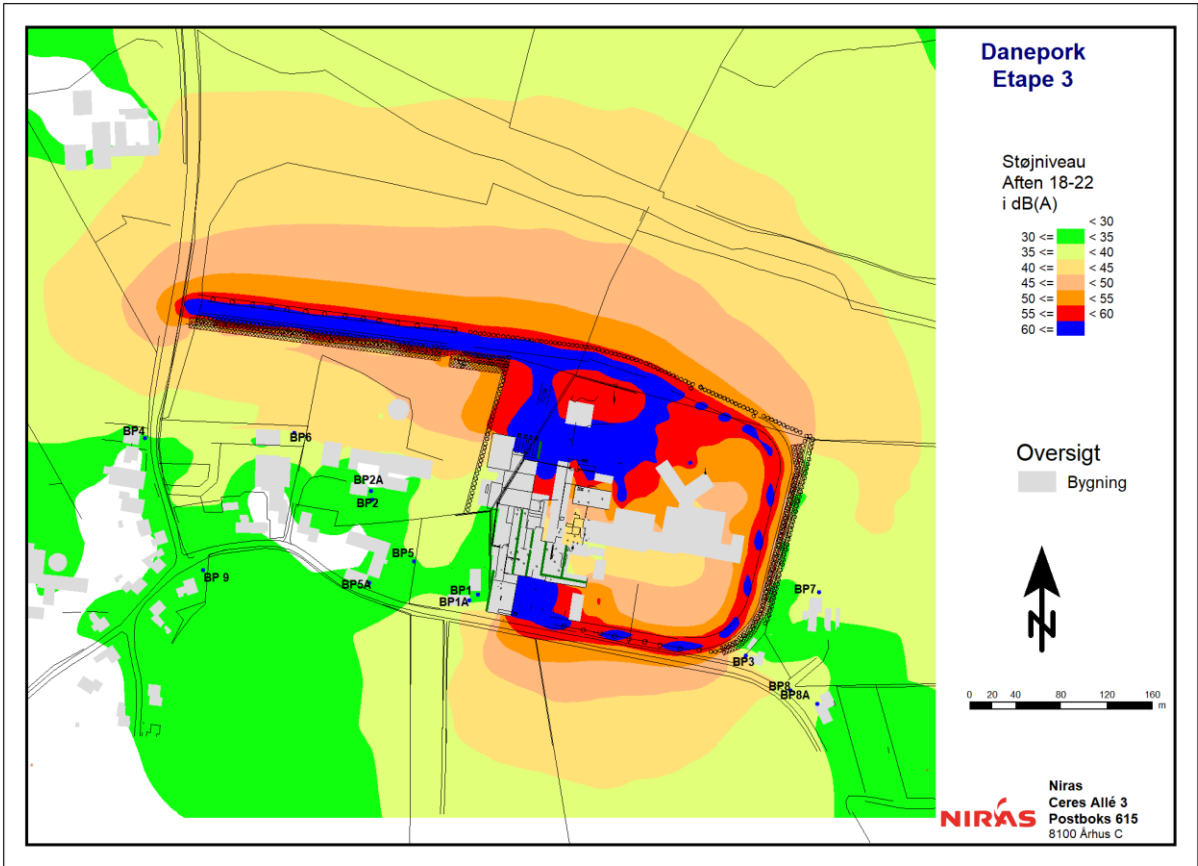 Danepork
Etape 3
Støjniveau
Aften 18-22
i dB(A)
< 30
30 <= < 35
35 <= < 40
40 <= < 45
45 <= < 50
50 <= < 55
55 <= < 60
60 <=
Oversigt
Bygning
N
0 20 40 80 120 160
m
NIRAS
Niras
Ceres Allé 3
Postboks 615
8100 Århus C
BP4
BP6
BP2A
BP2
BP5
BP 9
BP5A
BP1
BP1A
BP7
BP3
BP8
BP8A